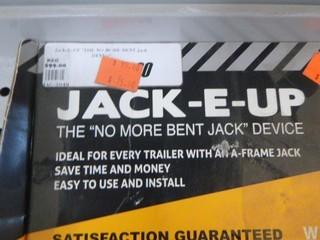 REG
JACK-E-UP
THE "NO MORE BENT JACK" DEVICE
IDEAL FOR EVERY TRAILER WITH AN A-FRAME JACK
SAVE TIME AND MONEY
EASY TO USE AND INSTALL
SATISFACTION GUARANTEED